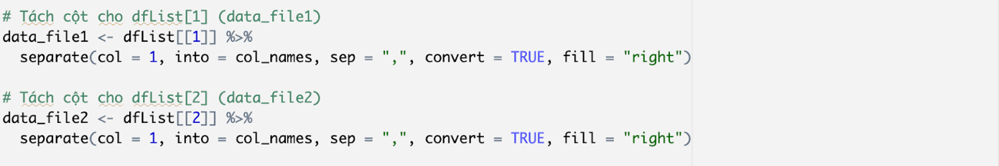 # Tách cột cho dfList[1] (data_file1)
data_file1 <- dfList[[1]] %>%
  separate(col = 1, into = col_names, sep = ",", convert = TRUE, fill = "right")
# Tách cột cho dfList[2] (data_file2)
data_file2 <- dfList[[2]] %>%
  separate(col = 1, into = col_names, sep = ",", convert = TRUE, fill = "right")